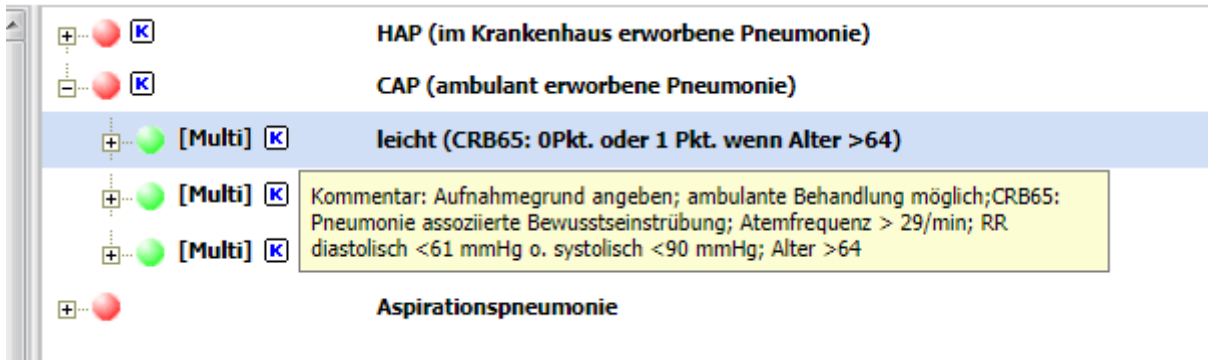 K HAP (im Krankenhaus erworbene Pneumonie)
K CAP (ambulant erworbene Pneumonie)
[Multi] K leicht (CRB65: 0Pkt. oder 1 Pkt. wenn Alter >64)
[Multi] K
Kommentar: Aufnahmegrund angeben; ambulante Behandlung möglich;CRB65:
Pneumonie assoziierte Bewusstseinstrübung; Atemfrequenz > 29/min; RR
diastolisch <61 mmHg o. systolisch <90 mmHg; Alter >64
[Multi] K
Aspirationspneumonie